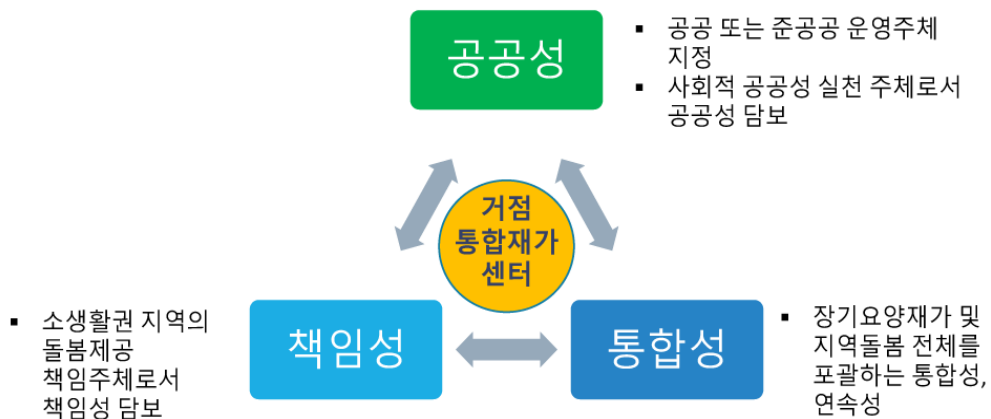 공공성
▪ 공공 또는 준공공 운영주체
지정
▪ 사회적 공공성 실천 주체로서
공공성 담보
거점
통합재가
센터
▪ 소생활권 지역의
돌봄제공
책임주체로서
책임성 담보
책임성
통합성
▪ 장기요양재가 및
지역돌봄 전체를
포괄하는 통합성,
연속성